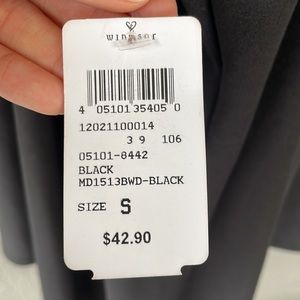 WINDSOR
4 05101 35405 0
12021100014
3 9 106
05101-8442
BLACK
MD1513BWD-BLACK
SIZE S
$42.90